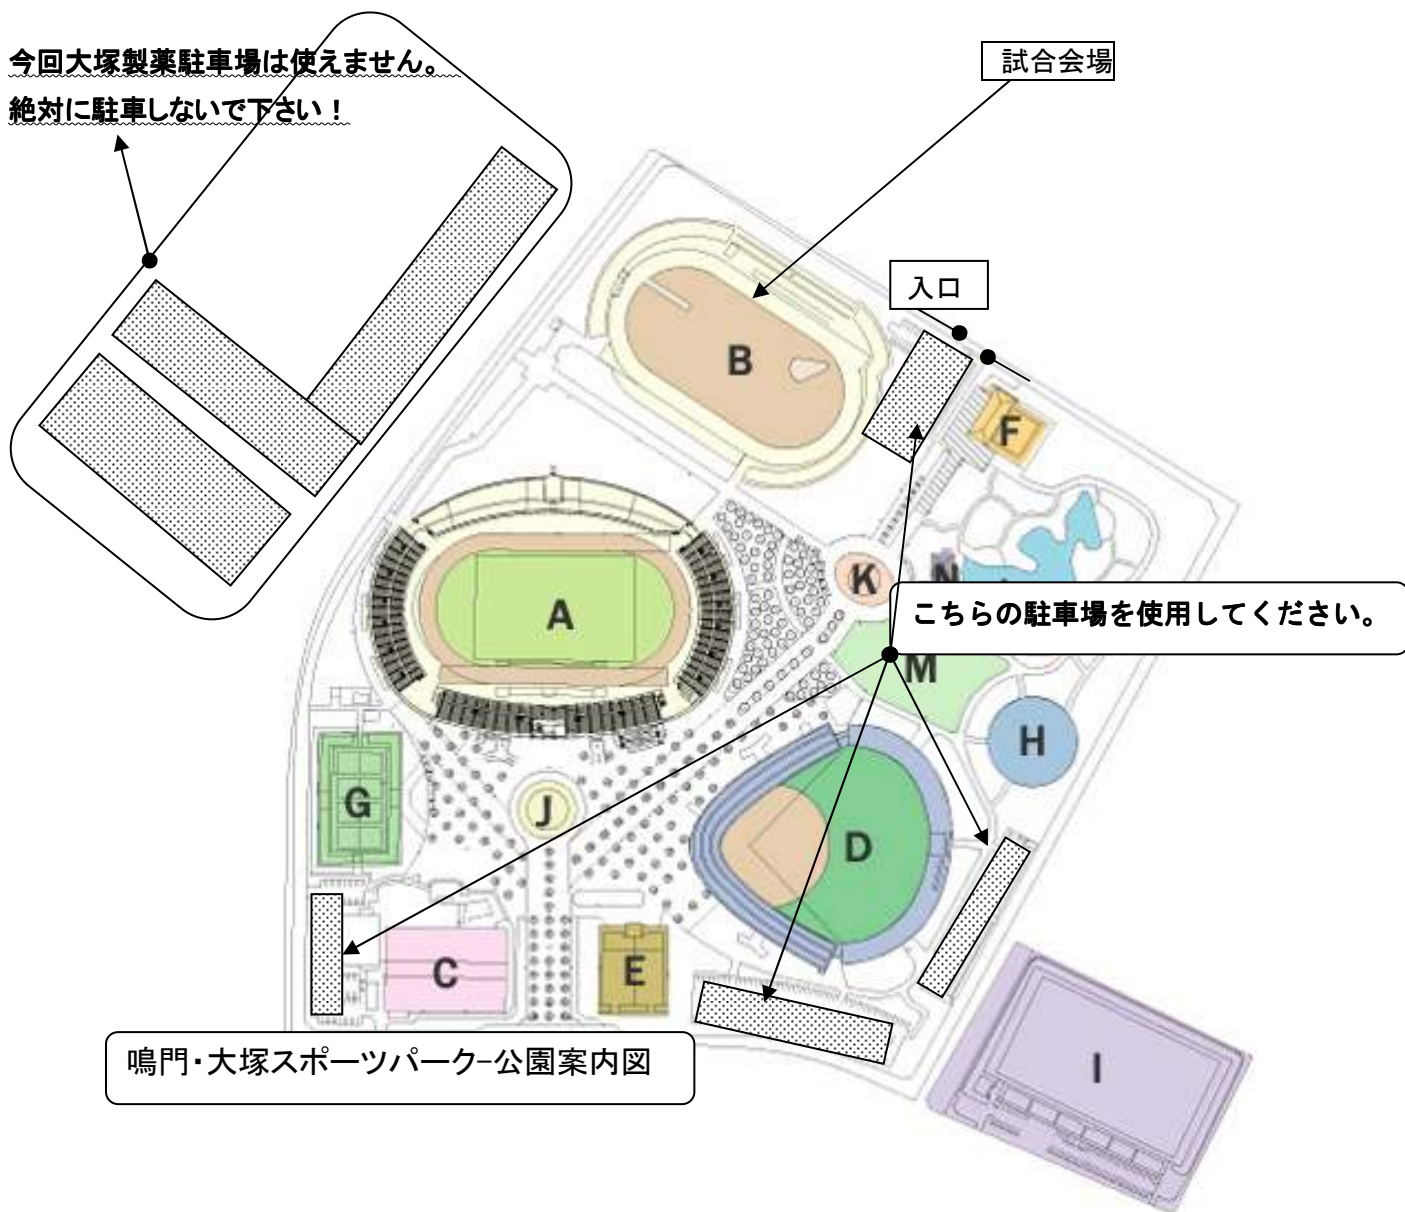 今回大塚製薬駐車場は使えません。
絶対に駐車しないで下さい！
試合会場
入口
B
F
A
K
N
こちらの駐車場を使用してください。
M
H
G
J
D
C
E
I
鳴門・大塚スポーツパーク-公園案内図